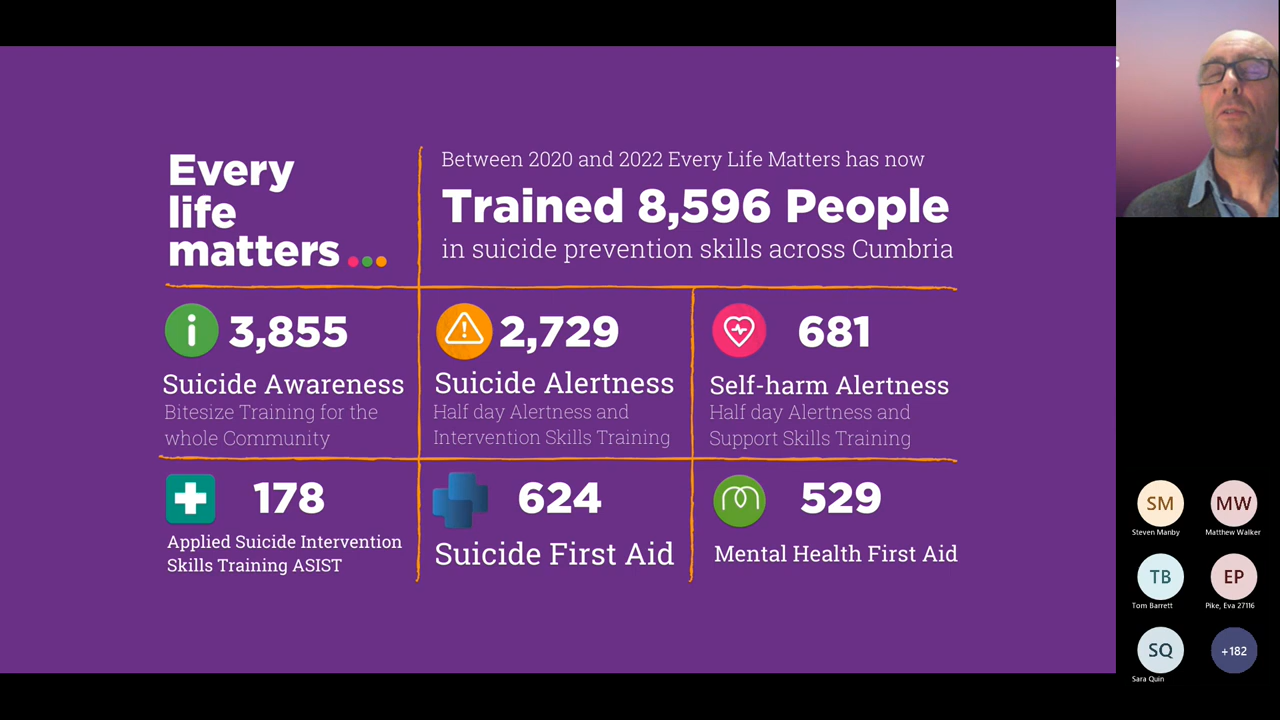 Every
life
matters...
Between 2020 and 2022 Every Life Matters has now
Trained 8,596 People
in suicide prevention skills across Cumbria
3,855
Suicide Awareness
Bitesize Training for the
whole Community
2,729
Suicide Alertness
Half day Alertness and
Intervention Skills Training
681
Self-harm Alertness
Half day Alertness and
Support Skills Training
178
Applied Suicide Intervention
Skills Training ASIST
624
Suicide First Aid
529
Mental Health First Aid
s
SM
Steven Manby
MW
Matthew Walker
TB
Tom Barrett
EP
Pike, Eva 27116
SQ
Sara Quin
+182